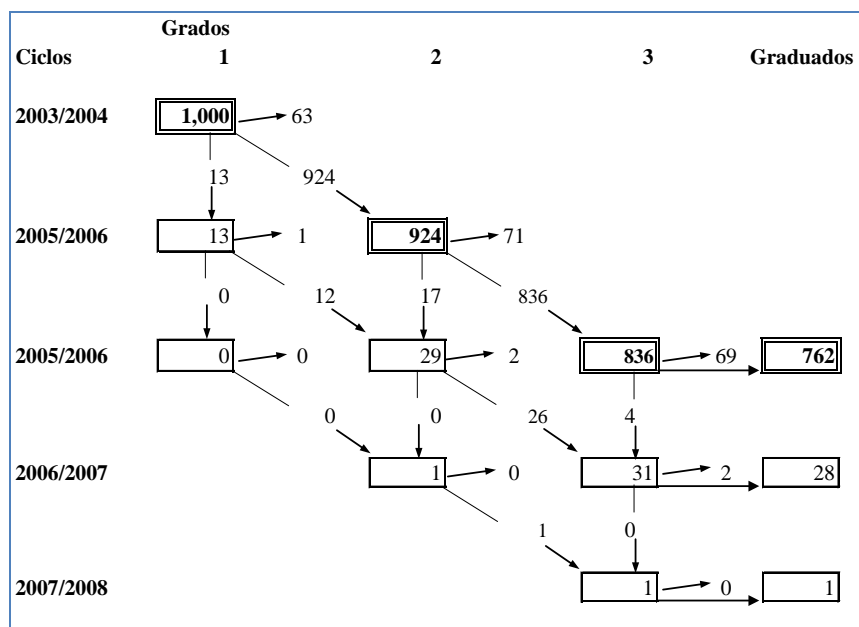 Grados
Ciclos 1 2 3 Graduados
2003/2004 1,000 63
13 924
2005/2006 13 1 924 71
0 12 17 836
2005/2006 0 0 29 2 836 69 762
0 0 26 4
2006/2007 1 0 31 2 28
1 0
2007/2008 1 0 1